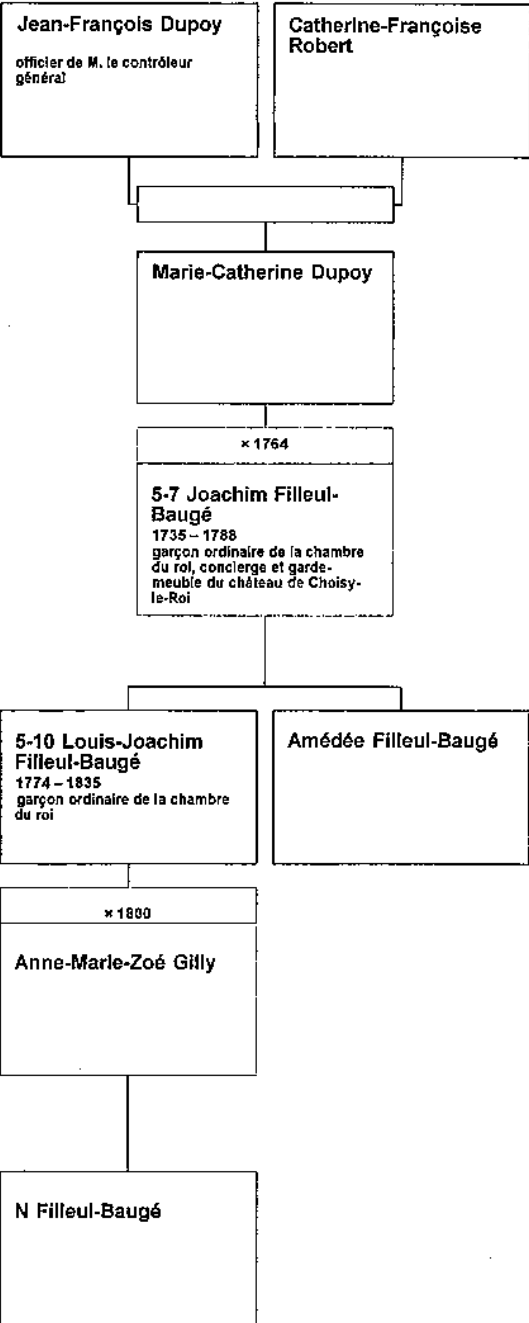 Jean-François Dupoy
officier de M. le contrôleur
général
Catherine-Françoise
Robert
Marie-Catherine Dupoy
× 1764
5-7 Joachim Filleul-
Baugé
1735 – 1788
garçon ordinaire de la chambre
du roi, concierge et garde-
meuble du château de Choisy-
le-Roi
5-10 Louis-Joachim
Filleul-Baugé
1774 – 1835
garçon ordinaire de la chambre
du roi
Amédée Filleul-Baugé
× 1800
Anne-Marie-Zoé Gilly
N Filleul-Baugé